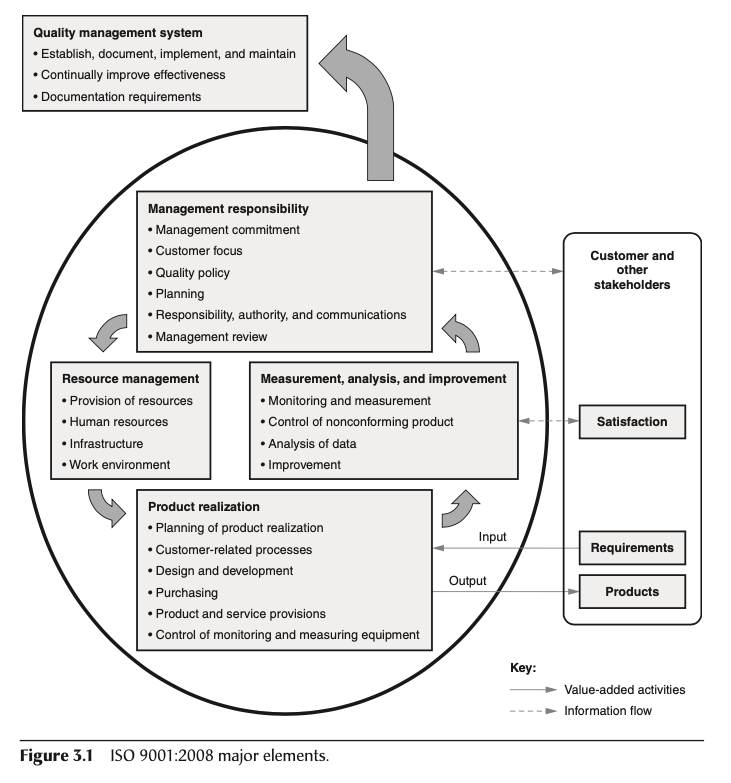 Quality management system
• Establish, document, implement, and maintain
• Continually improve effectiveness
• Documentation requirements
Management responsibility
• Management commitment
• Customer focus
• Quality policy
• Planning
• Responsibility, authority, and communications
• Management review
Customer and
other
stakeholders
Resource management
• Provision of resources
• Human resources
• Infrastructure
• Work environment
Measurement, analysis, and improvement
• Monitoring and measurement
• Control of nonconforming product
• Analysis of data
• Improvement
Satisfaction
Product realization
• Planning of product realization
• Customer-related processes
• Design and development
• Purchasing
• Product and service provisions
• Control of monitoring and measuring equipment
Input
Requirements
Output
Products
Key:
Value-added activities
Information flow
Figure 3.1 ISO 9001:2008 major elements.